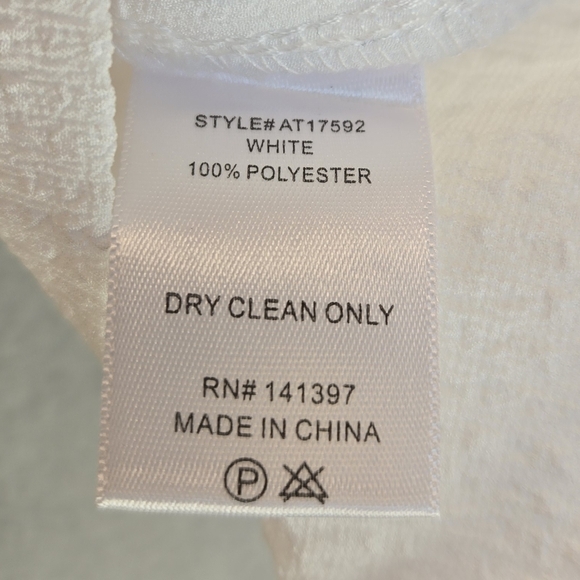 STYLE# AT17592
WHITE
100% POLYESTER
DRY CLEAN ONLY
RN# 141397
MADE IN CHINA
P